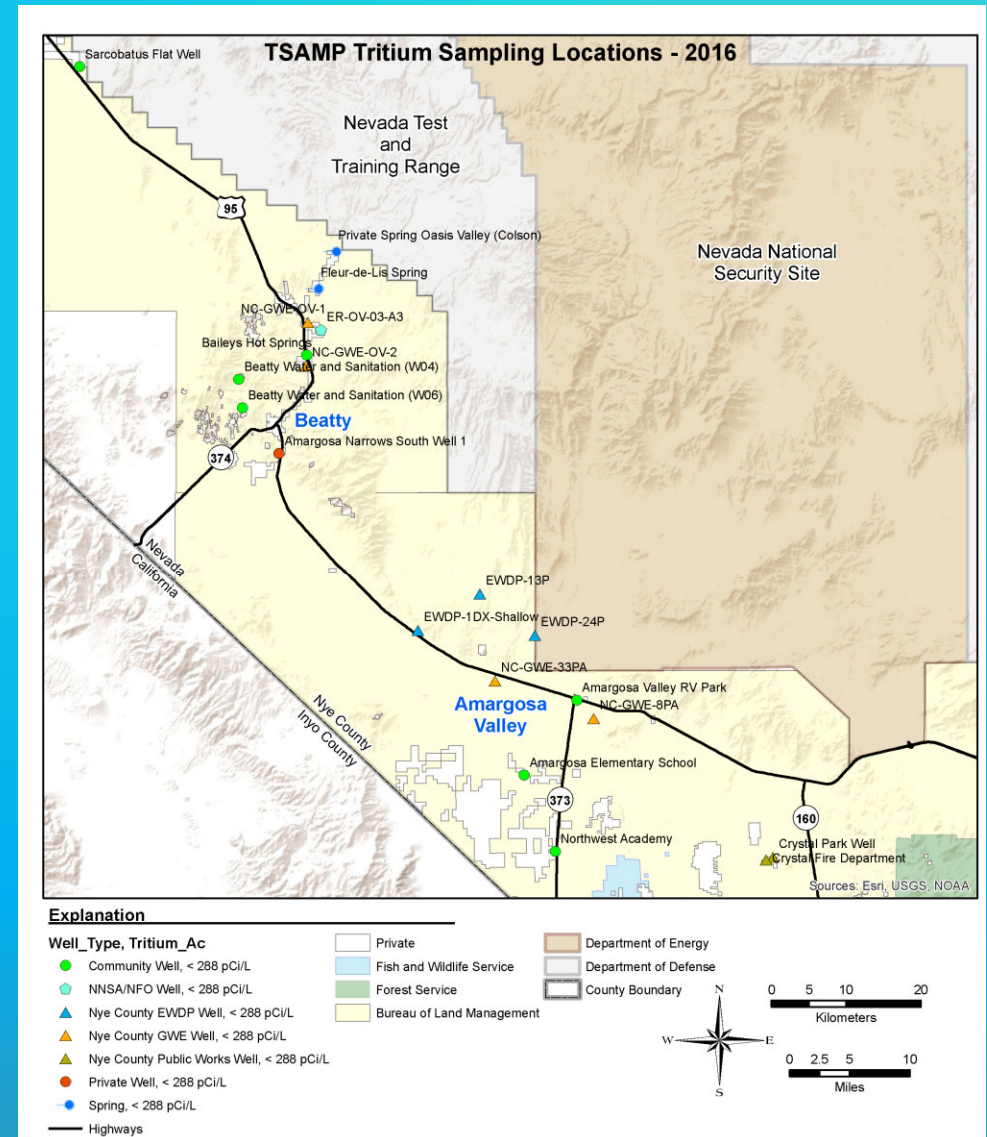 TSAMP Tritium Sampling Locations - 2016
Sarcobatus Flat Well
Nevada Test
and
Training Range
95
Private Spring Oasis Valley (Colson)
Nevada National
Security Site
Fleur-de-Lis Spring
NC-GWE-OV-1
ER-OV-03-A3
Baileys Hot Springs
NC-GWE-OV-2
Beatty Water and Sanitation (W04)
Beatty Water and Sanitation (W06)
Beatty
Amargosa Narrows South Well 1
374
Nevada
California
EWDP-13P
EWDP-1DX-Shallow
EWDP-24P
NC-GWE-33PA
Amargosa Valley RV Park
Amargosa
Valley
NC-GWE-8PA
Nye County
Inyo County
Amargosa Elementary School
373
160
Northwest Academy
Crystal Park Well
Crystal Fire Department
Sources: Esri, USGS, NOAA
Explanation
Well_Type, Tritium_Ac
Community Well, < 288 pCi/L
NNSA/NFO Well, < 288 pCi/L
Nye County EWDP Well, < 288 pCi/L
Nye County GWE Well, < 288 pCi/L
Nye County Public Works Well, < 288 pCi/L
Private Well, < 288 pCi/L
Spring, < 288 pCi/L
Highways
Private
Fish and Wildlife Service
Forest Service
Bureau of Land Management
Department of Energy
Department of Defense
County Boundary
N
W
E
S
0 5 10 20
Kilometers
0 2.5 5 10
Miles